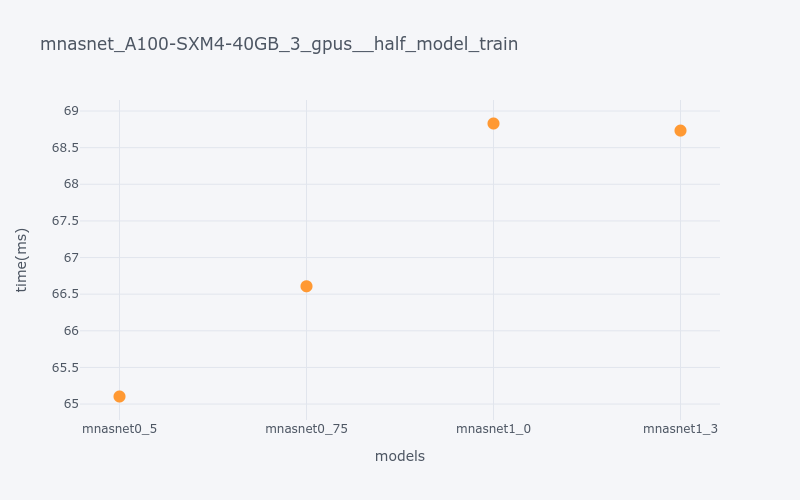 mnasnet_A100-SXM4-40GB_3_gpus__half_model_train
69
68.5
68
67.5
67
66.5
66
65.5
65
time(ms)
mnasnet0_5 mnasnet0_75 mnasnet1_0 mnasnet1_3
models